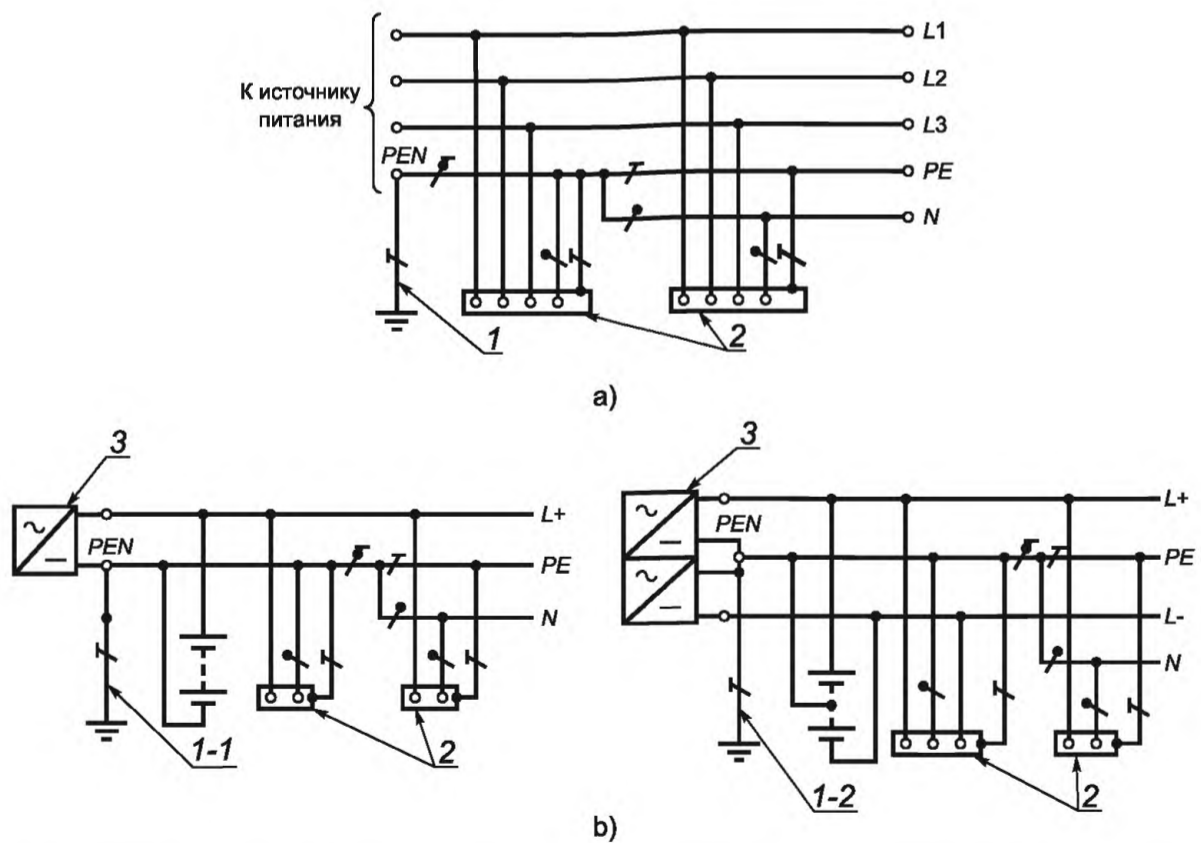 L1
К источнику
питания
L2
L3
PEN
PE
N
1
2
а)
3
3
L+
L+
PEN
PEN
PE
PE
N
L-
N
1-1
2
1-2
2
b)